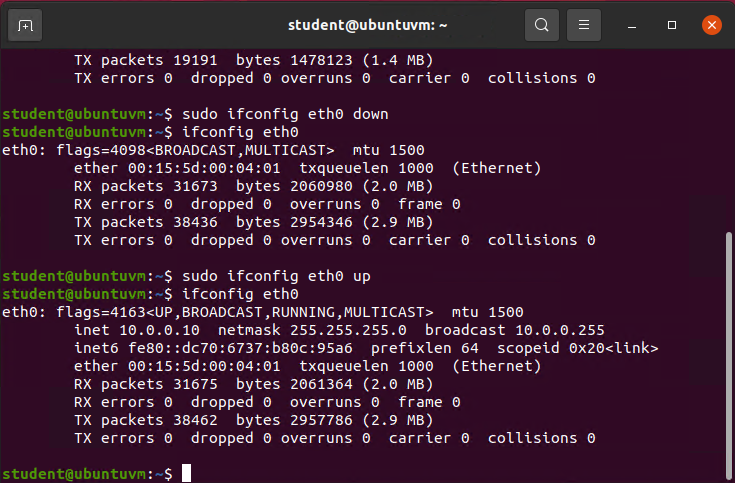 student@ubuntuvm: ~
TX packets 19191  bytes 1478123 (1.4 MB)
TX errors 0  dropped 0 overruns 0  carrier 0  collisions 0
student@ubuntuvm:~$ sudo ifconfig eth0 down
student@ubuntuvm:~$ ifconfig eth0
eth0: flags=4098<BROADCAST,MULTICAST>  mtu 1500
ether 00:15:5d:00:04:01  txqueuelen 1000  (Ethernet)
RX packets 31673  bytes 2060980 (2.0 MB)
RX errors 0  dropped 0  overruns 0  frame 0
TX packets 38436  bytes 2954346 (2.9 MB)
TX errors 0  dropped 0 overruns 0  carrier 0  collisions 0
student@ubuntuvm:~$ sudo ifconfig eth0 up
student@ubuntuvm:~$ ifconfig eth0
eth0: flags=4163<UP,BROADCAST,RUNNING,MULTICAST>  mtu 1500
inet 10.0.0.10  netmask 255.255.255.0  broadcast 10.0.0.255
inet6 fe80::dc70:6737:b80c:95a6  prefixlen 64  scopeid 0x20<link>
ether 00:15:5d:00:04:01  txqueuelen 1000  (Ethernet)
RX packets 31675  bytes 2061364 (2.0 MB)
RX errors 0  dropped 0  overruns 0  frame 0
TX packets 38462  bytes 2957786 (2.9 MB)
TX errors 0  dropped 0 overruns 0  carrier 0  collisions 0
student@ubuntuvm:~$